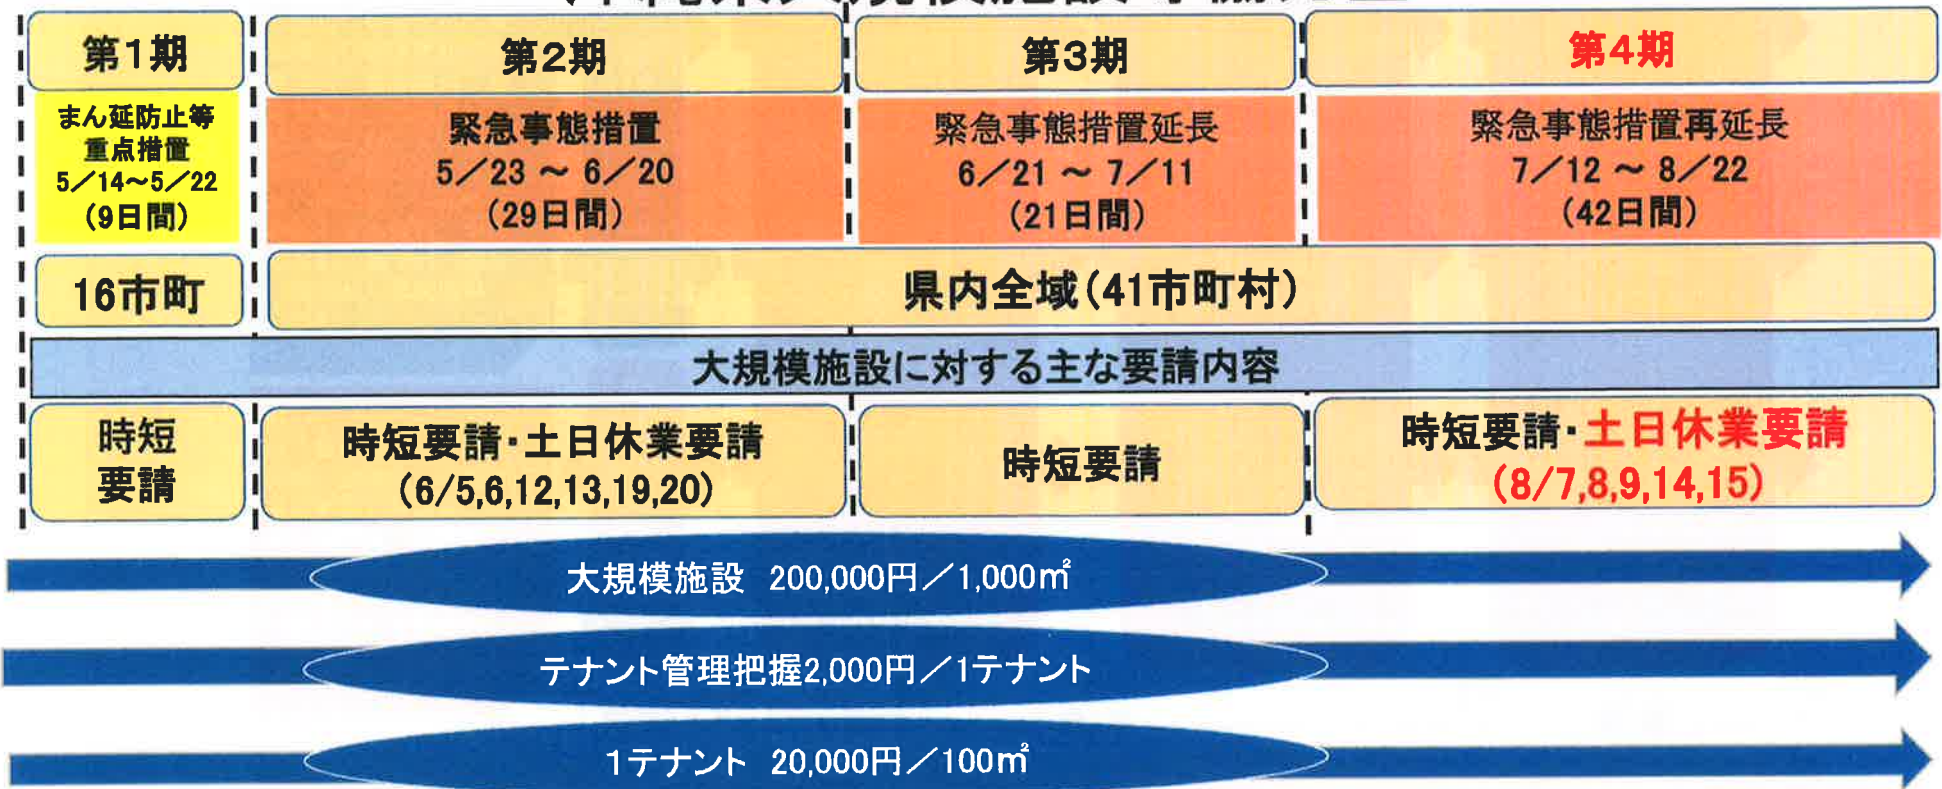 第1期
第2期
第3期
第4期
まん延防止等
重点措置
5／14～5／22
(9日間)
緊急事態措置
5／23 ～ 6／20
(29日間)
緊急事態措置延長
6／21 ～ 7／11
(21日間)
緊急事態措置再延長
7／12 ～ 8／22
(42日間)
16市町
県内全域(41市町村)
大規模施設に対する主な要請内容
時短
要請
時短要請・土日休業要請
(6/5,6,12,13,19,20)
時短要請
時短要請・土日休業要請
(8/7,8,9,14,15)
大規模施設 200,000円／1,000㎡
テナント管理把握2,000円／1テナント
1テナント 20,000円／100㎡